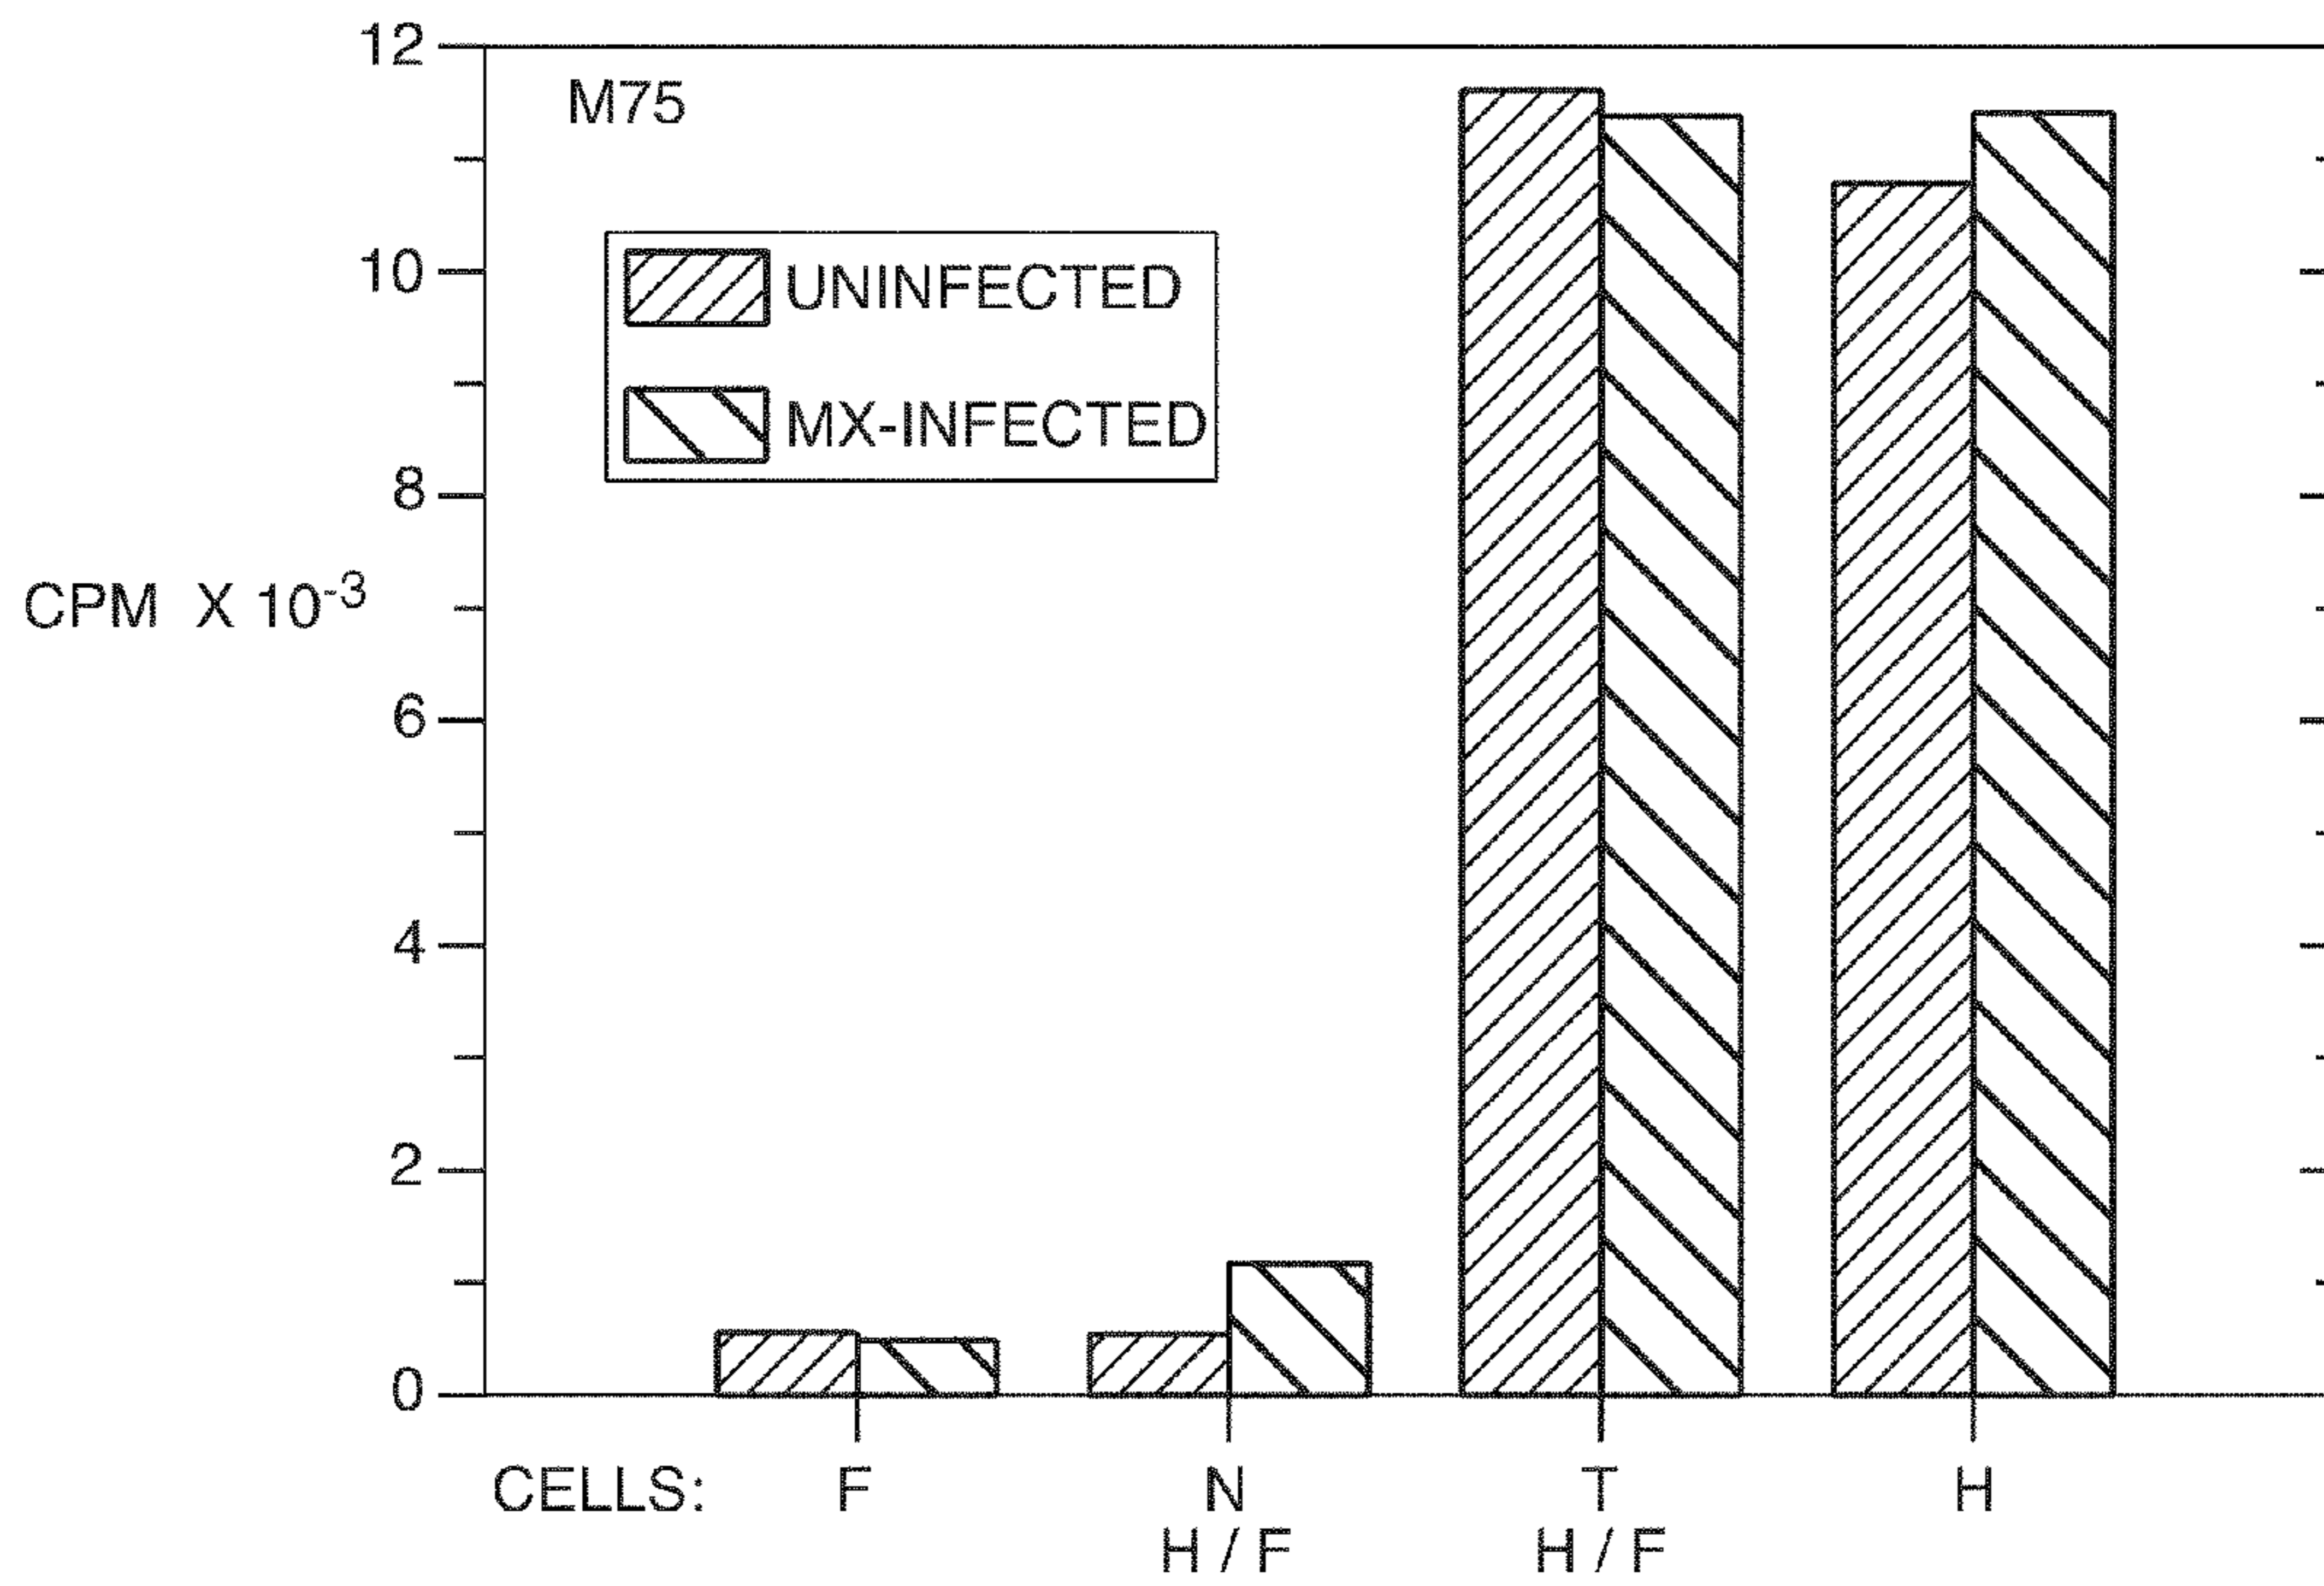 12
M75
10
UNINFECTED
MX-INFECTED
8
CPM X 10-3
6
4
2
0
CELLS: F N T H
H / F H / F